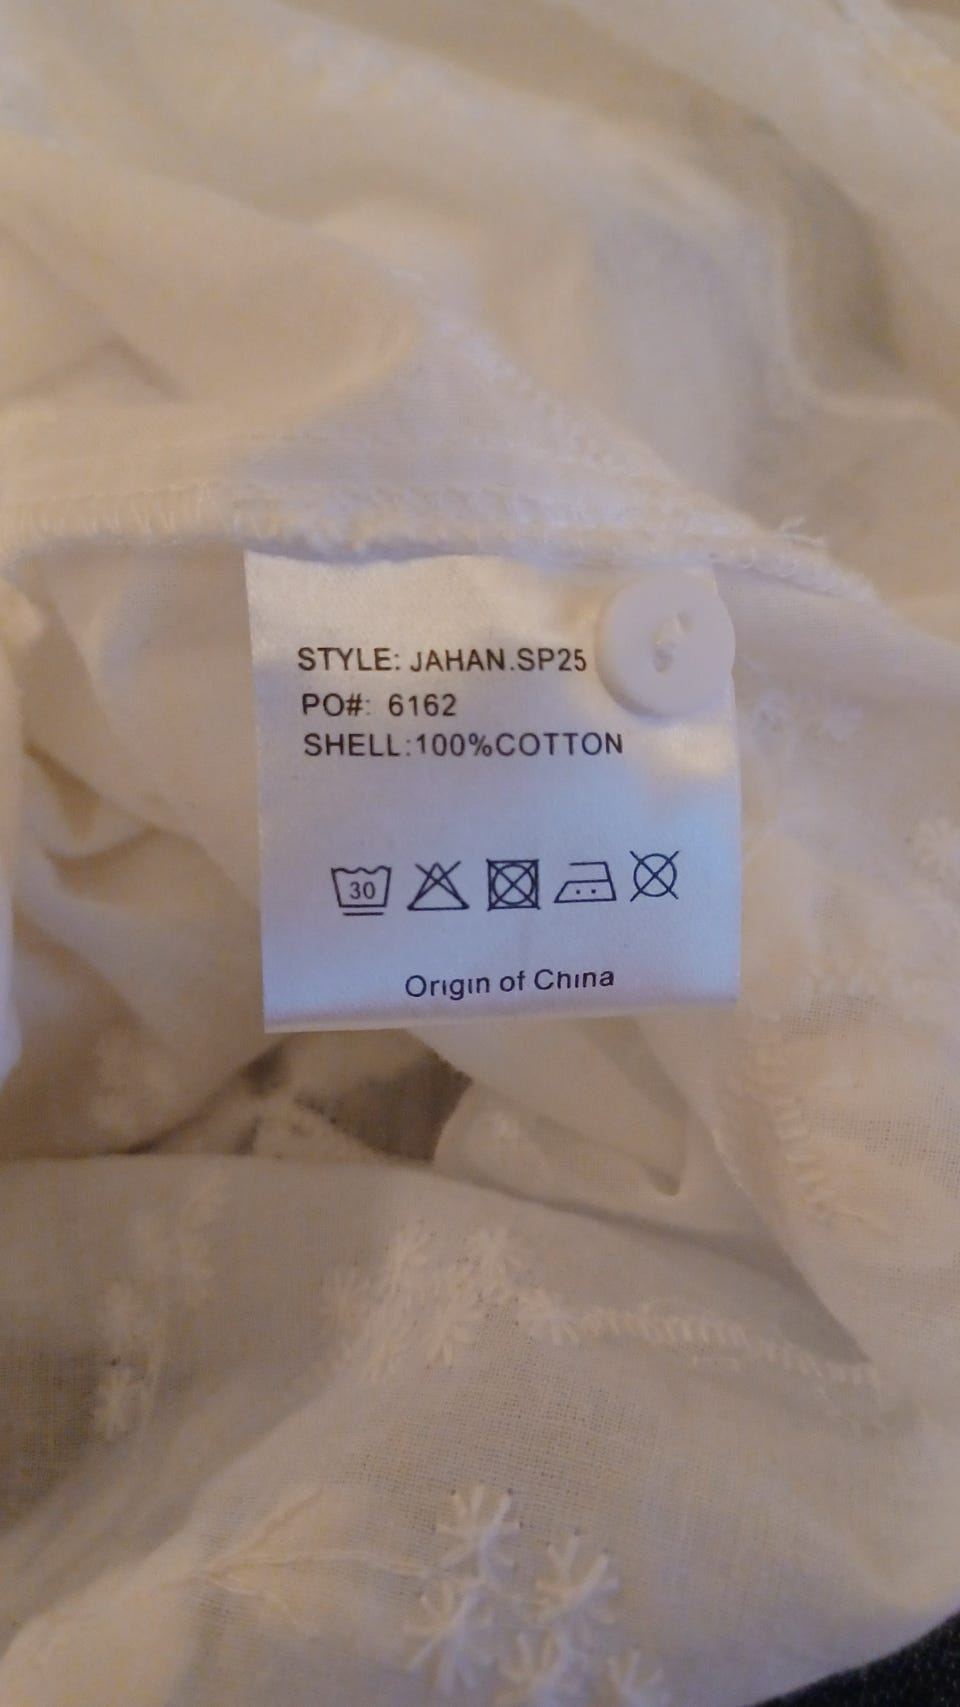 STYLE: JAHAN.SP25
PO#: 6162
SHELL:100%COTTON
30
Origin of China